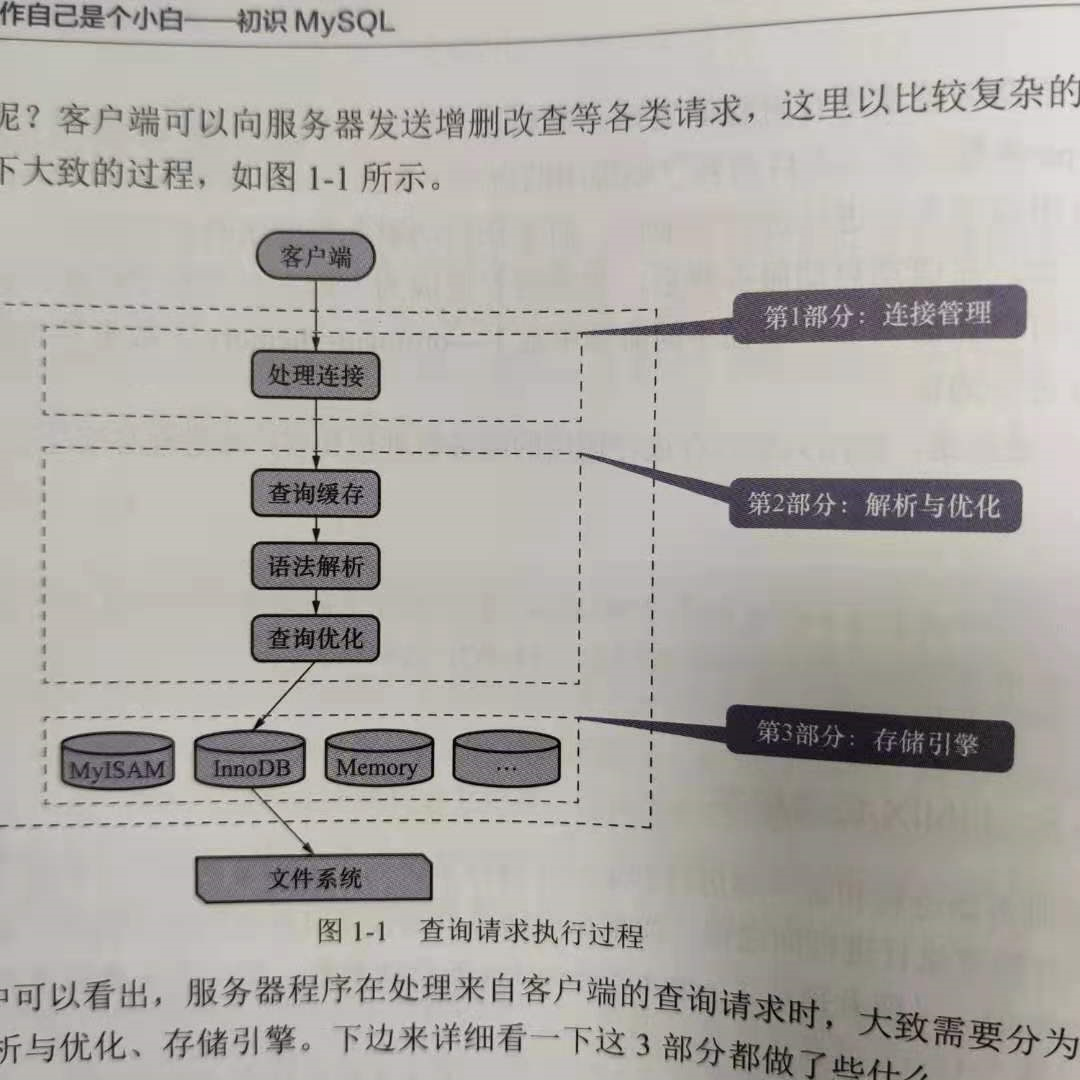 作自己是个小白——初识 MySQL
呢？客户端可以向服务器发送增删改查等各类请求，这里以比较复杂的
下大致的过程，如图 1-1 所示。
客户端
第1部分：连接管理
处理连接
查询缓存
第2部分：解析与优化
语法解析
查询优化
第3部分：存储引擎
MyISAM
InnoDB
Memory
…
文件系统
图 1-1 查询请求执行过程
中可以看出，服务器程序在处理来自客户端的查询请求时，大致需要分为
析与优化、存储引擎。下边来详细看一下这 3 部分都做了些什么